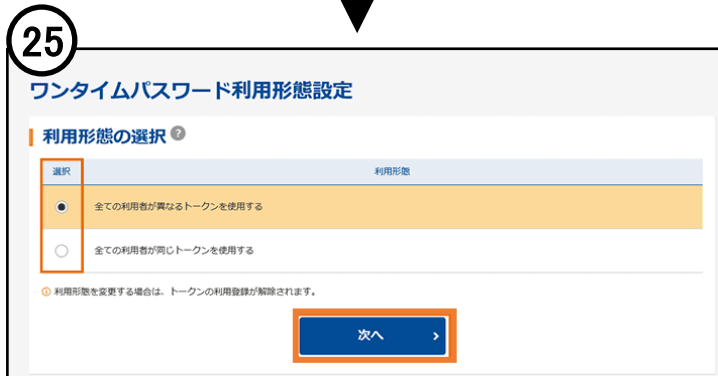 25
ワンタイムパスワード利用形態設定
利用形態の選択 ?
選択 利用形態
全ての利用者が異なるトークンを使用する
全ての利用者が同じトークンを使用する
利用形態を変更する場合は、トークンの利用登録が解除されます。
次へ